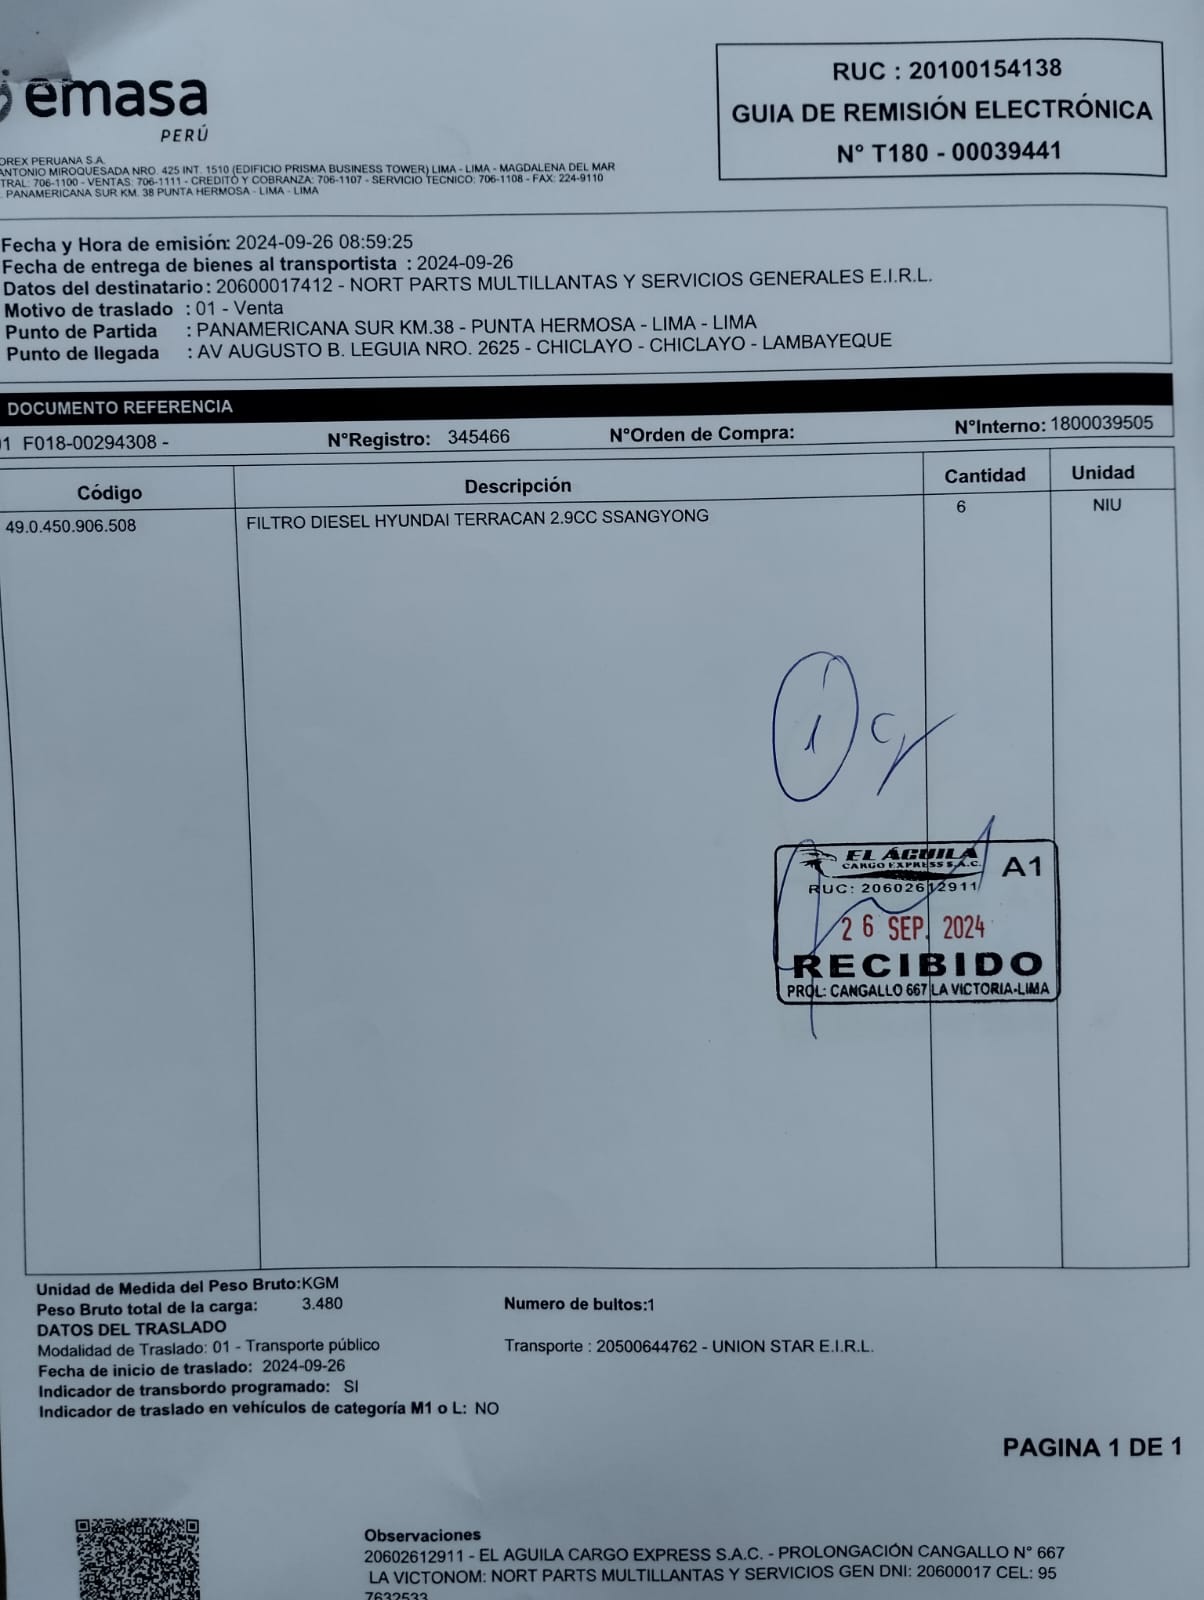 emasa
PERÚ
RUC : 20100154138
GUIA DE REMISIÓN ELECTRÓNICA
N° T180 - 00039441
OREX PERUANA S.A.
ANTONIO MIROQUESADA NRO. 425 INT. 1510 (EDIFICIO PRISMA BUSINESS TOWER) LIMA - LIMA - MAGDALENA DEL MAR
TRAL: 706-1100 - VENTAS: 706-1111 - CREDITO Y COBRANZA: 706-1107 - SERVICIO TECNICO: 706-1108 - FAX: 224-9110
. PANAMERICANA SUR KM. 38 PUNTA HERMOSA - LIMA - LIMA
Fecha y Hora de emisión: 2024-09-26 08:59:25
Fecha de entrega de bienes al transportista : 2024-09-26
Datos del destinatario : 20600017412 - NORT PARTS MULTILLANTAS Y SERVICIOS GENERALES E.I.R.L.
Motivo de traslado : 01 - Venta
Punto de Partida : PANAMERICANA SUR KM.38 - PUNTA HERMOSA - LIMA - LIMA
Punto de llegada : AV AUGUSTO B. LEGUIA NRO. 2625 - CHICLAYO - CHICLAYO - LAMBAYEQUE
DOCUMENTO REFERENCIA
01 F018-00294308 - N°Registro: 345466 N°Orden de Compra: N°Interno: 1800039505
Código Descripción Cantidad Unidad
49.0.450.906.508 FILTRO DIESEL HYUNDAI TERRACAN 2.9CC SSANGYONG 6 NIU
1
EL ÁGUILA
CARGO EXPRESS S.A.C. A1
RUC: 20602612911
26 SEP. 2024
RECIBIDO
PROL: CANGALLO 667 LA VICTORIA-LIMA
Unidad de Medida del Peso Bruto:KGM
Peso Bruto total de la carga: 3.480 Numero de bultos:1
DATOS DEL TRASLADO
Modalidad de Traslado: 01 - Transporte público Transporte : 20500644762 - UNION STAR E.I.R.L.
Fecha de inicio de traslado: 2024-09-26
Indicador de transbordo programado: SI
Indicador de traslado en vehículos de categoría M1 o L: NO
PAGINA 1 DE 1
Observaciones
20602612911 - EL AGUILA CARGO EXPRESS S.A.C. - PROLONGACIÓN CANGALLO N° 667
LA VICTONOM: NORT PARTS MULTILLANTAS Y SERVICIOS GEN DNI: 20600017 CEL: 95
7632533